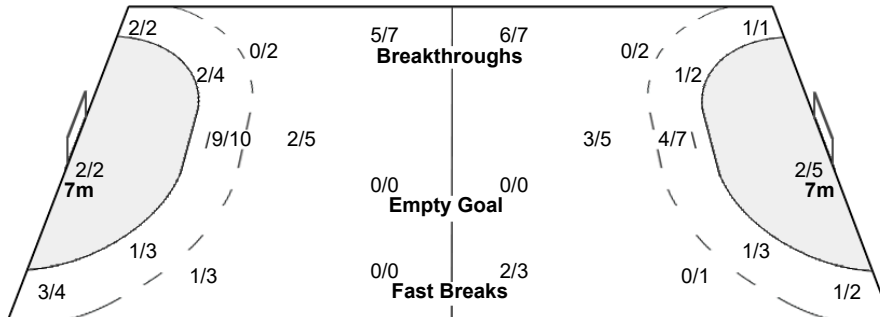 2/2 5/7 6/7 1/1
0/2 Breakthroughs 0/2
2/4 1/2
9/10 2/5 3/5 4/7
2/2 2/5
7m 0/0 0/0 7m
Empty Goal
1/3 1/3
1/3 0/0 2/3 0/1
3/4 Fast Breaks 1/2